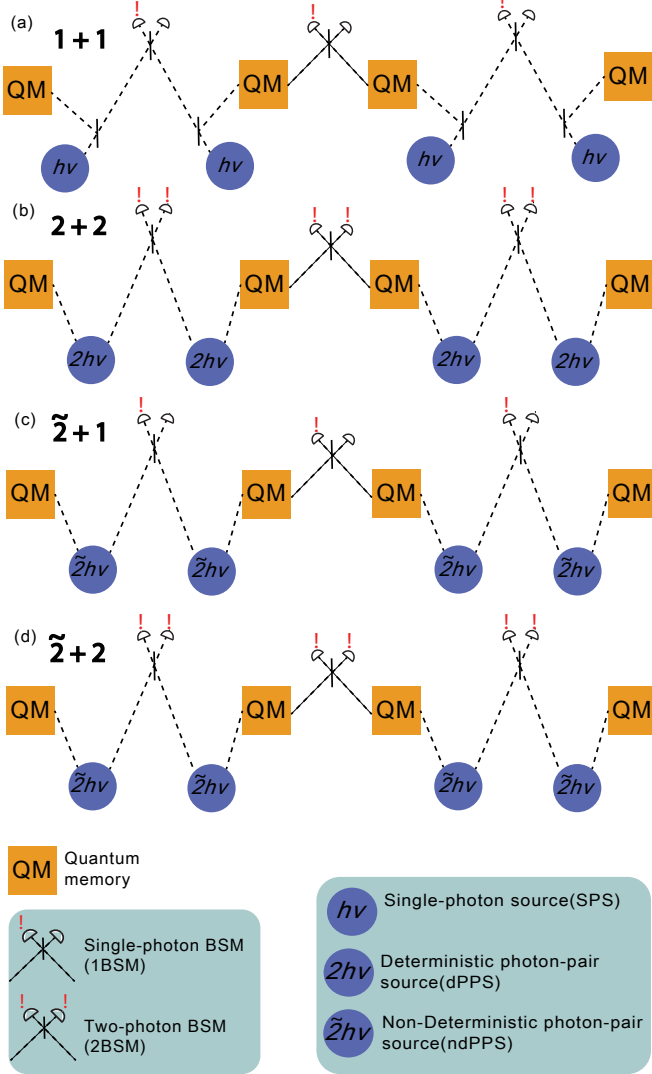 (a)
1+1
! ! !
QM QM QM QM
hν hν hν hν
(b)
2+2
! ! ! ! ! !
QM QM QM QM
2hν 2hν 2hν 2hν
(c)
2̃+1
! ! !
QM QM QM QM
2̃hν 2̃hν 2̃hν 2̃hν
(d)
2̃+2
! ! ! ! ! !
QM QM QM QM
2̃hν 2̃hν 2̃hν 2̃hν
QM Quantum
memory
!
Single-photon BSM
(1BSM)
! !
Two-photon BSM
(2BSM)
hν Single-photon source(SPS)
2hν Deterministic photon-pair
source(dPPS)
2̃hν Non-Deterministic photon-pair
source(ndPPS)